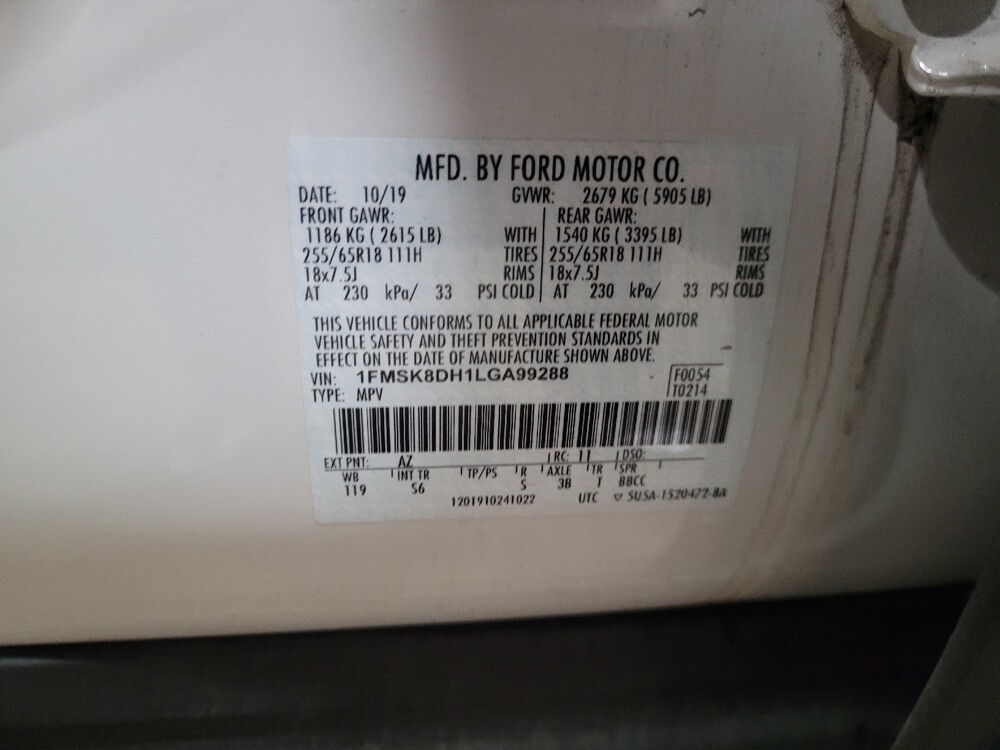 MFD. BY FORD MOTOR CO.
DATE: 10/19 GVWR: 2679 KG ( 5905 LB)
FRONT GAWR: REAR GAWR:
1186 KG ( 2615 LB) WITH 1540 KG ( 3395 LB) WITH
255/65R18 111H TIRES 255/65R18 111H TIRES
18x7.5J RIMS 18x7.5J RIMS
AT 230 kPa/ 33 PSI COLD AT 230 kPa/ 33 PSI COLD
THIS VEHICLE CONFORMS TO ALL APPLICABLE FEDERAL MOTOR
VEHICLE SAFETY AND THEFT PREVENTION STANDARDS IN
EFFECT ON THE DATE OF MANUFACTURE SHOWN ABOVE.
VIN: 1FMSK8DH1LGA99288 F0054
TYPE: MPV T0214
EXT PNT: AZ RC: 11 DSO:
WB INT TR TP/PS R AXLE TR SPR
119 S6 S 3B T BBCC
1201910241022 UTC ▽ 5USA-1520472-BA